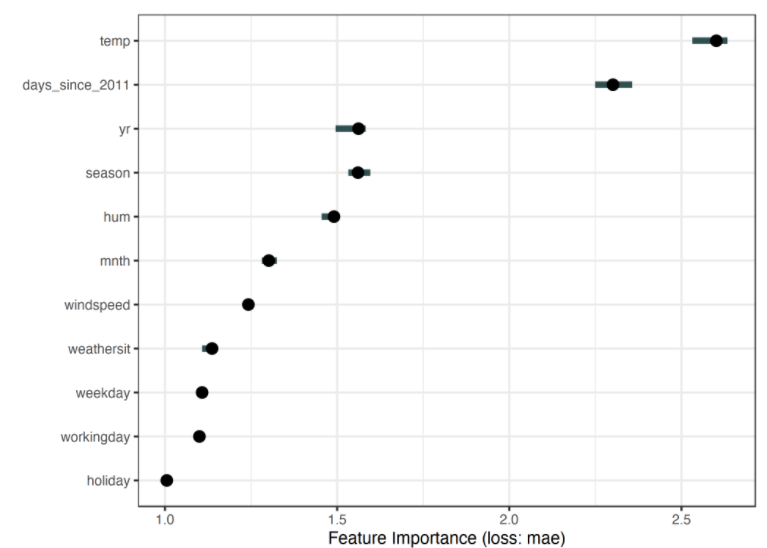 temp
days_since_2011
yr
season
hum
mnth
windspeed
weathersit
weekday
workingday
holiday
1.0 1.5 2.0 2.5
Feature Importance (loss: mae)